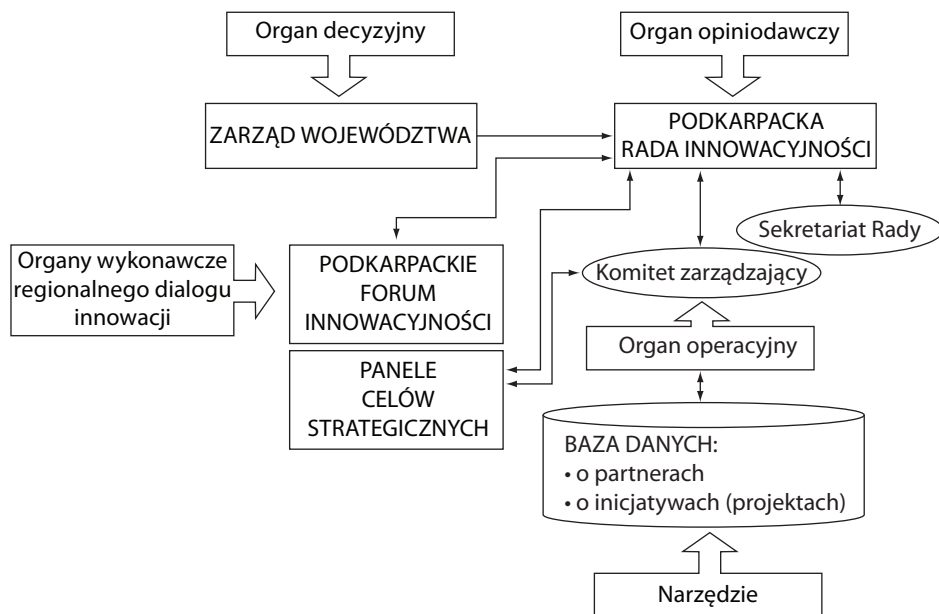 Organ decyzyjny
Organ opiniodawczy
ZARZĄD WOJEWÓDZTWA
PODKARPACKA
RADA INNOWACYJNOŚCI
Sekretariat Rady
Organy wykonawcze
regionalnego dialogu
innowacji
PODKARPACKIE
FORUM
INNOWACYJNOŚCI
Komitet zarządzający
Organ operacyjny
PANELE
CELÓW
STRATEGICZNYCH
BAZA DANYCH:
• o partnerach
• o inicjatywach (projektach)
Narzędzie